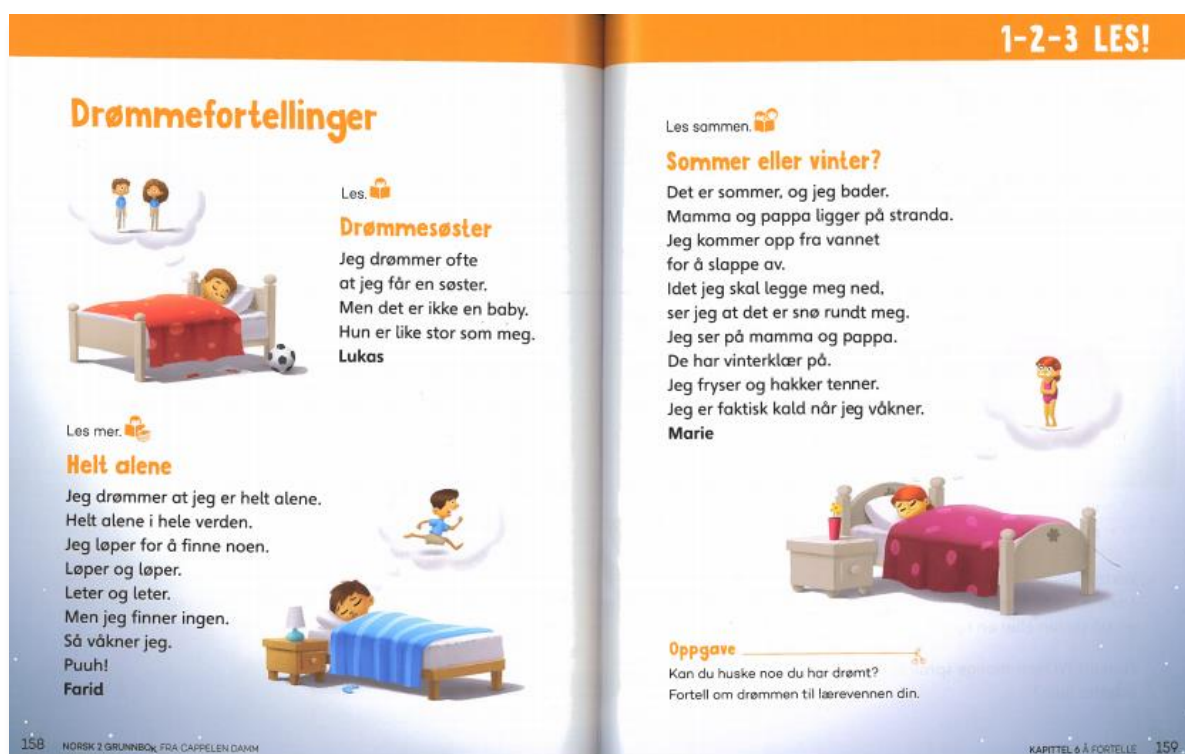 Drømmefortellinger
Les.
Drømmesøster
Jeg drømmer ofte
at jeg får en søster.
Men det er ikke en baby.
Hun er like stor som meg.
Lukas
Les mer.
Helt alene
Jeg drømmer at jeg er helt alene.
Helt alene i hele verden.
Jeg løper for å finne noen.
Løper og løper.
Leter og leter.
Men jeg finner ingen.
Så våkner jeg.
Puuh!
Farid
158 NORSK 2 GRUNNBOK FRA CAPPELEN DAMM
1-2-3 LES!
Les sammen.
Sommer eller vinter?
Det er sommer, og jeg bader.
Mamma og pappa ligger på stranda.
Jeg kommer opp fra vannet
for å slappe av.
Idet jeg skal legge meg ned,
ser jeg at det er snø rundt meg.
Jeg ser på mamma og pappa.
De har vinterklær på.
Jeg fryser og hakker tenner.
Jeg er faktisk kald når jeg våkner.
Marie
Oppgave
Kan du huske noe du har drømt?
Fortell om drømmen til lærevennen din.
KAPITTEL 6 Å FORTELLE 159